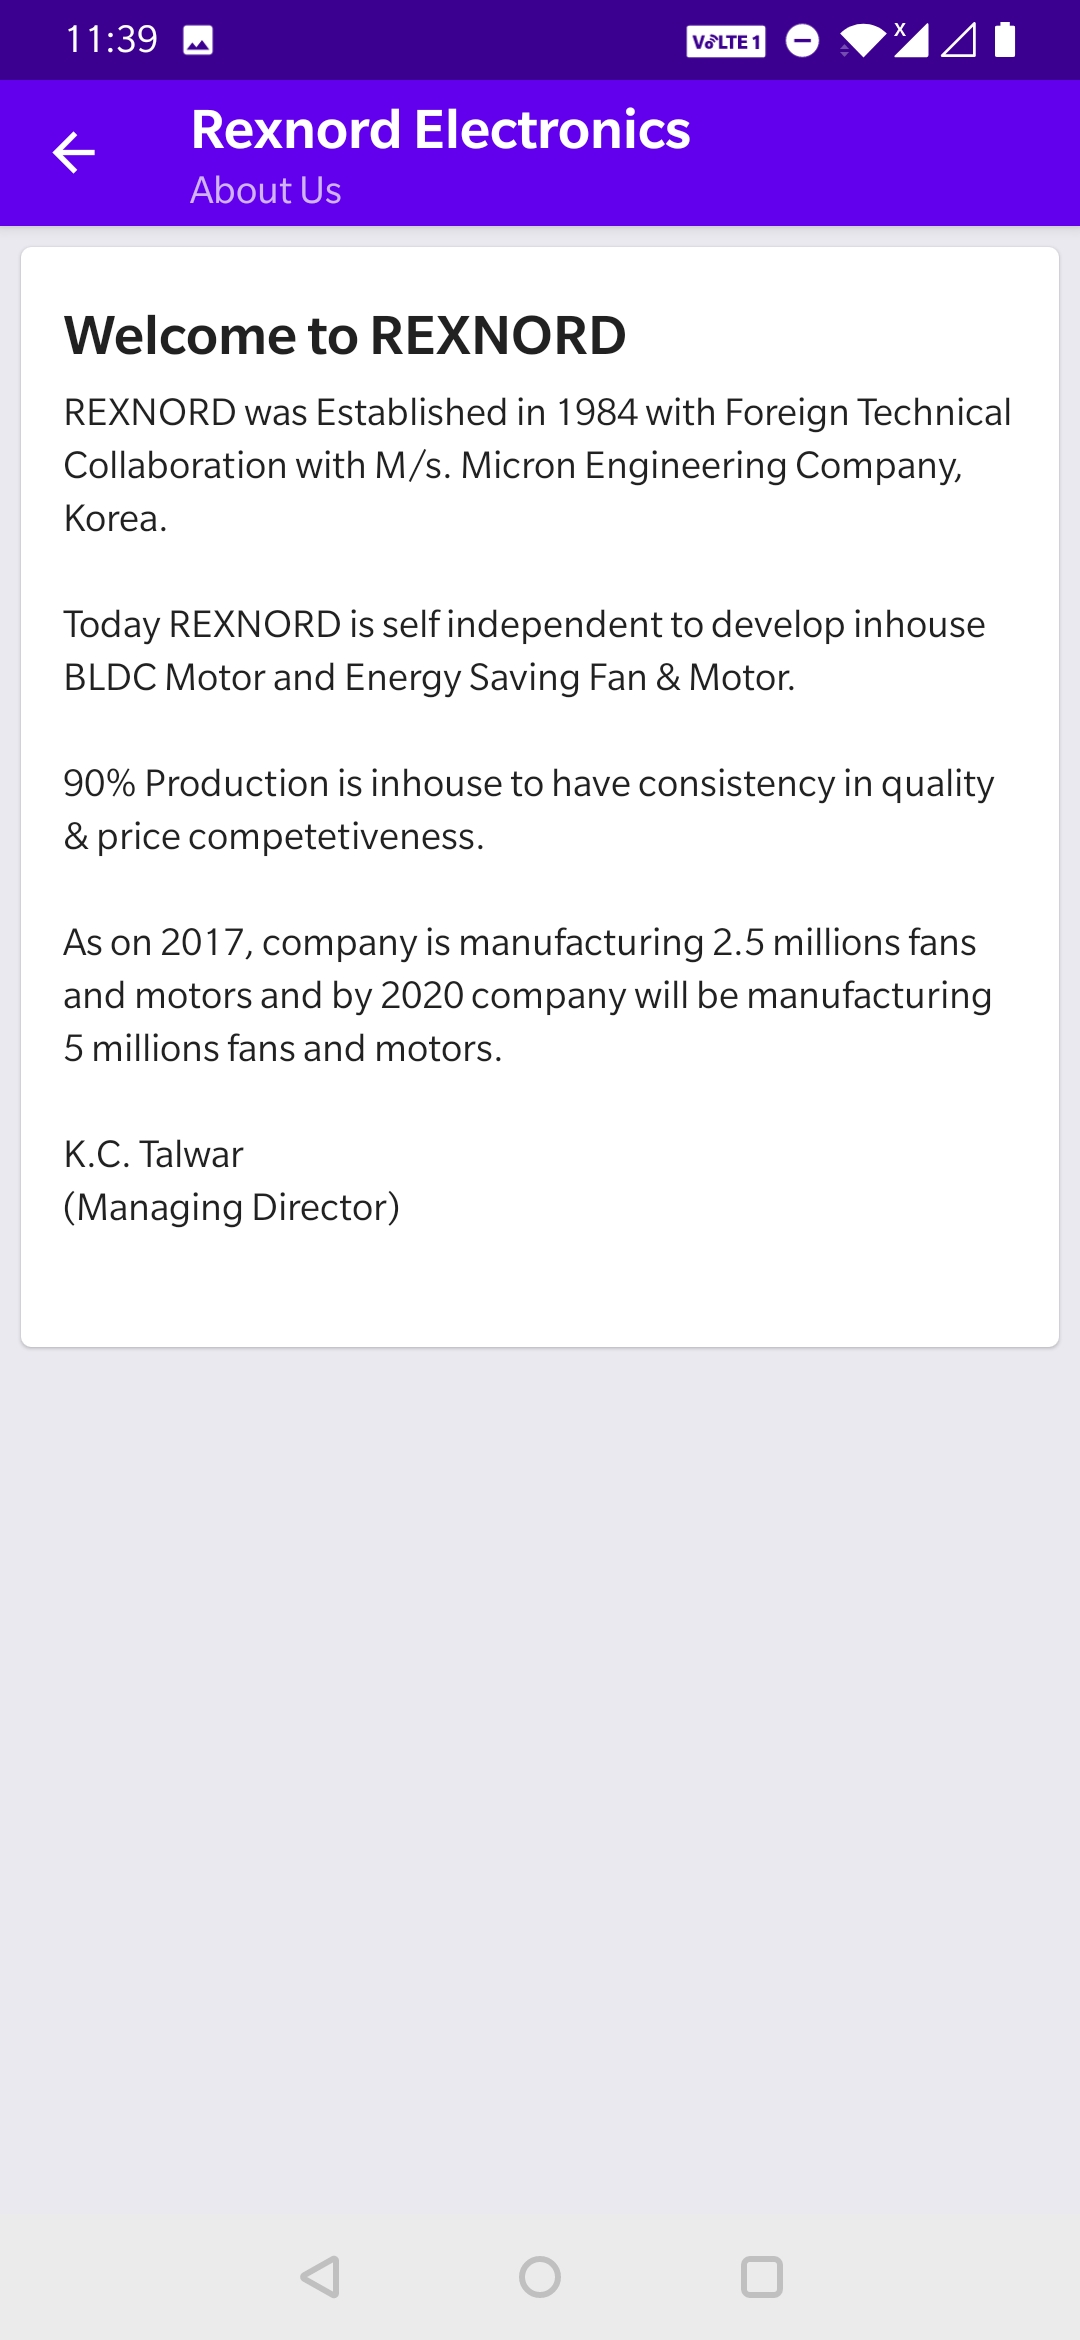 11:39
VoLTE 1
x
Rexnord Electronics
About Us
Welcome to REXNORD
REXNORD was Established in 1984 with Foreign Technical
Collaboration with M/s. Micron Engineering Company,
Korea.
Today REXNORD is self independent to develop inhouse
BLDC Motor and Energy Saving Fan & Motor.
90% Production is inhouse to have consistency in quality
& price competetiveness.
As on 2017, company is manufacturing 2.5 millions fans
and motors and by 2020 company will be manufacturing
5 millions fans and motors.
K.C. Talwar
(Managing Director)